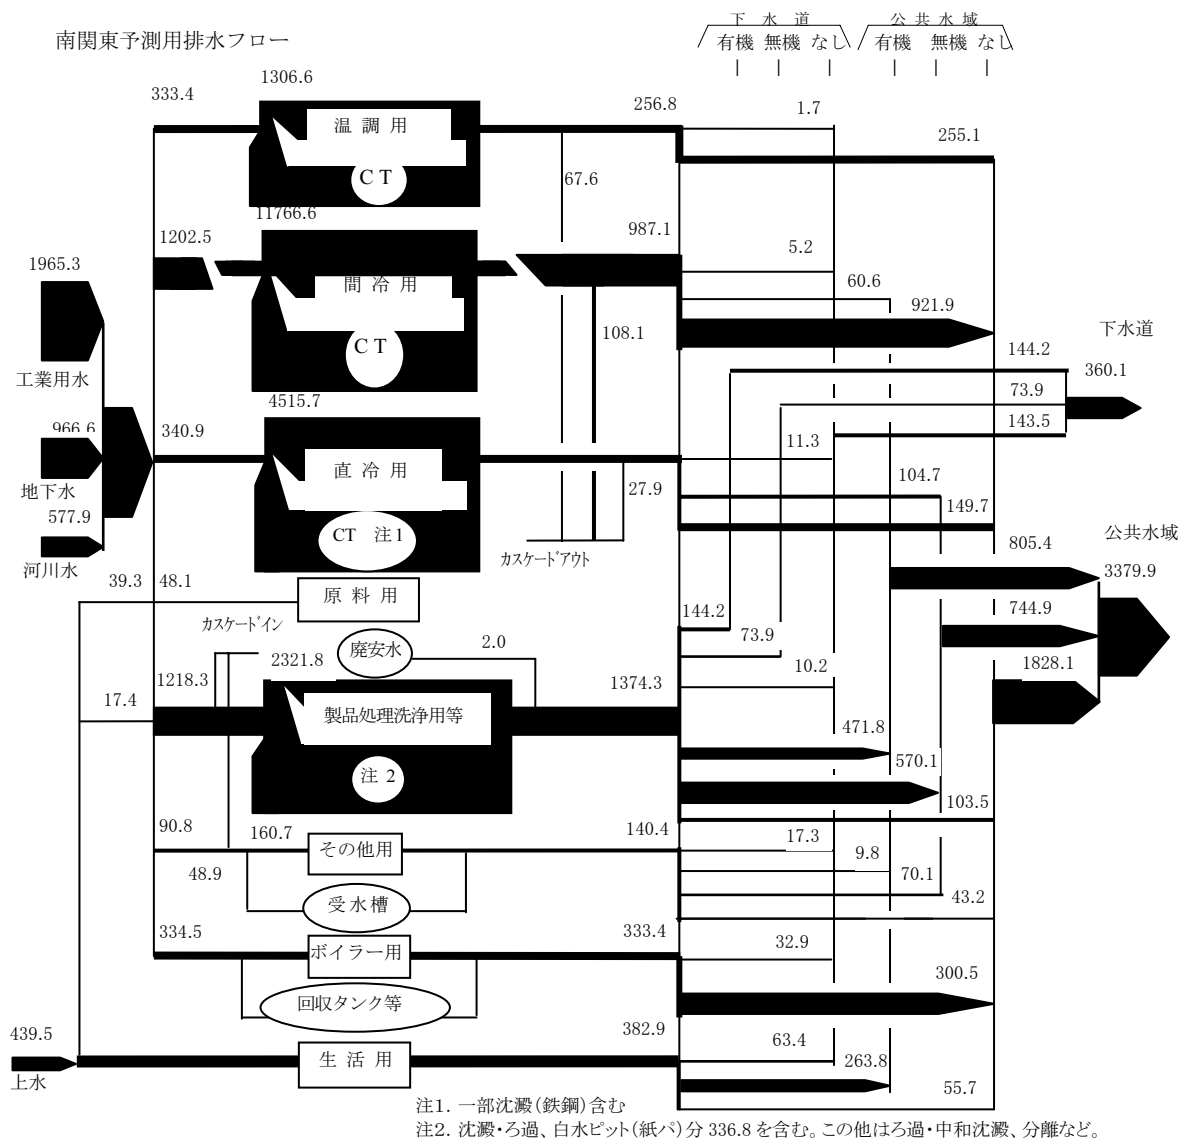 下 水 道
公 共 水 域
南関東予測用排水フロー
有機 無機 なし
有機 無機 なし
1306.6
333.4
256.8
1.7
255.1
温 調 用
C T
67.6
11766.6
1202.5
987.1
5.2
1965.3
60.6
間 冷 用
921.9
108.1
下水道
C T
144.2
360.1
工業用水
73.9
4515.7
143.5
966.6
340.9
11.3
直 冷 用
104.7
地下水
27.9
149.7
577.9
CT 注1
805.4
公共水域
カスケードアウト
河川水
3379.9
39.3
48.1
原 料 用
144.2
744.9
カスケードイン
73.9
廃安水
2.0
2321.8
10.2
1828.1
1218.3
1374.3
17.4
製品処理洗浄用等
471.8
570.1
注 2
103.5
90.8
160.7
140.4
17.3
その他用
9.8
48.9
70.1
43.2
受水槽
334.5
333.4
32.9
ボイラー用
300.5
回収タンク等
439.5
382.9
63.4
生 活 用
263.8
上水
55.7
注1. 一部沈澱(鉄鋼)含む
注2. 沈澱・ろ過、白水ピット(紙パ)分 336.8 を含む。この他はろ過・中和沈澱、分離など。